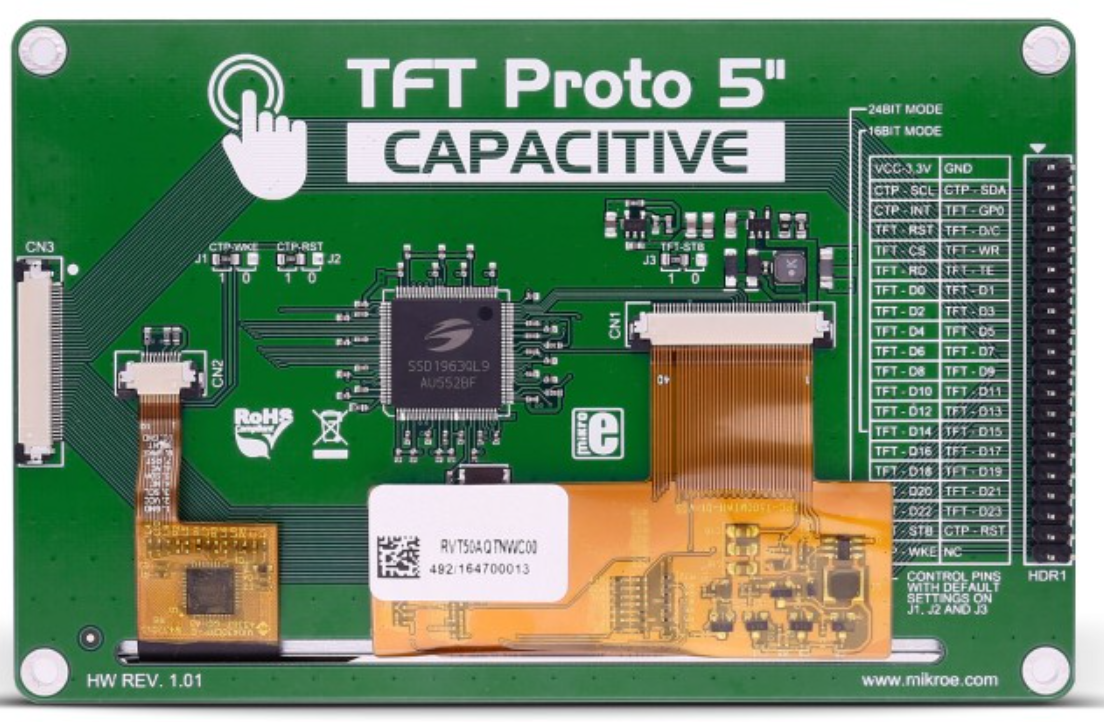 TFT Proto 5"
CAPACITIVE
24BIT MODE
16BIT MODE
VCC-3.3V GND
CTP - SCL CTP - SDA
CTP - INT TFT - GP0
TFT - RST TFT - D/C
TFT - CS TFT - WR
TFT - RD TFT - TE
TFT - D0 TFT - D1
TFT - D2 TFT - D3
TFT - D4 TFT - D5
TFT - D6 TFT - D7
TFT - D8 TFT - D9
TFT - D10 TFT - D11
TFT - D12 TFT - D13
TFT - D14 TFT - D15
TFT - D16 TFT - D17
TFT - D18 TFT - D19
- D20 TFT - D21
- D22 TFT - D23
STB CTP - RST
- WKE NC
CONTROL PINS
WITH DEFAULT
SETTINGS ON
J1, J2 AND J3
HDR1
CN3
CTP-WKE CTP-RST
J1 J2
1 0 1 0
TFT-STB
J3
1 0
CN1
40 1
CN2
SSD1963QL9
AU552BF
RoHS
Compliant
mikro
e
RVT50AQTNWC00
492/164700013
HW REV. 1.01
www.mikroe.com